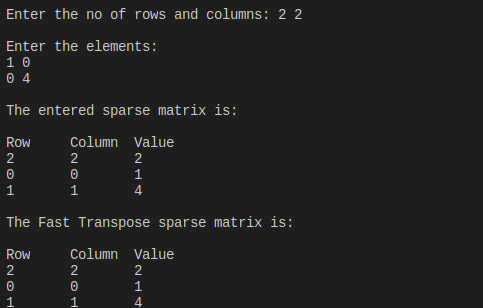 Enter the no of rows and columns: 2 2
Enter the elements:
1 0
0 4
The entered sparse matrix is:
Row Column Value
2 2 2
0 0 1
1 1 4
The Fast Transpose sparse matrix is:
Row Column Value
2 2 2
0 0 1
1 1 4